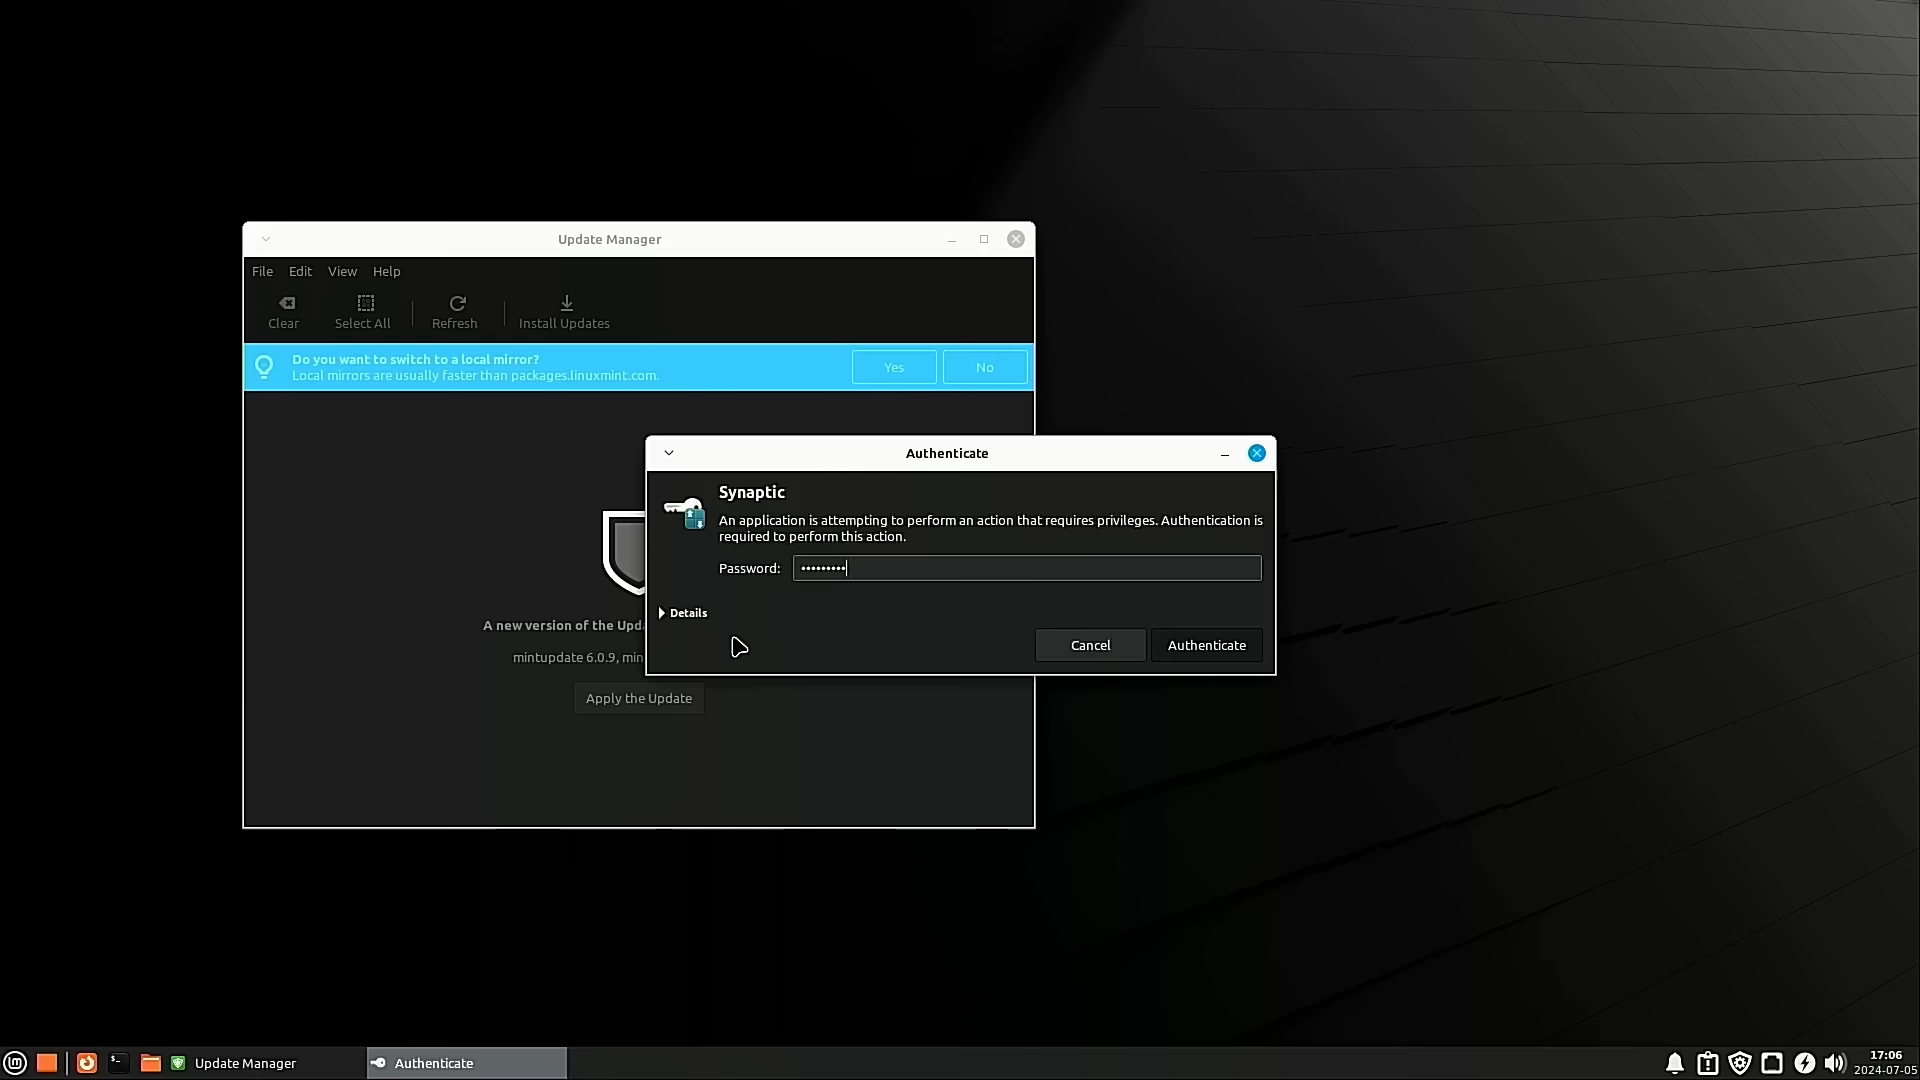 Update Manager
File Edit View Help
Clear Select All Refresh Install Updates
Do you want to switch to a local mirror?
Local mirrors are usually faster than packages.linuxmint.com.
Yes No
Authenticate
Synaptic
An application is attempting to perform an action that requires privileges. Authentication is
required to perform this action.
Password: •••••••••
Details
Cancel Authenticate
A new version of the
mintupdate 6.0.9,
Apply the Update
Update Manager
Authenticate
17:06
2024-07-05